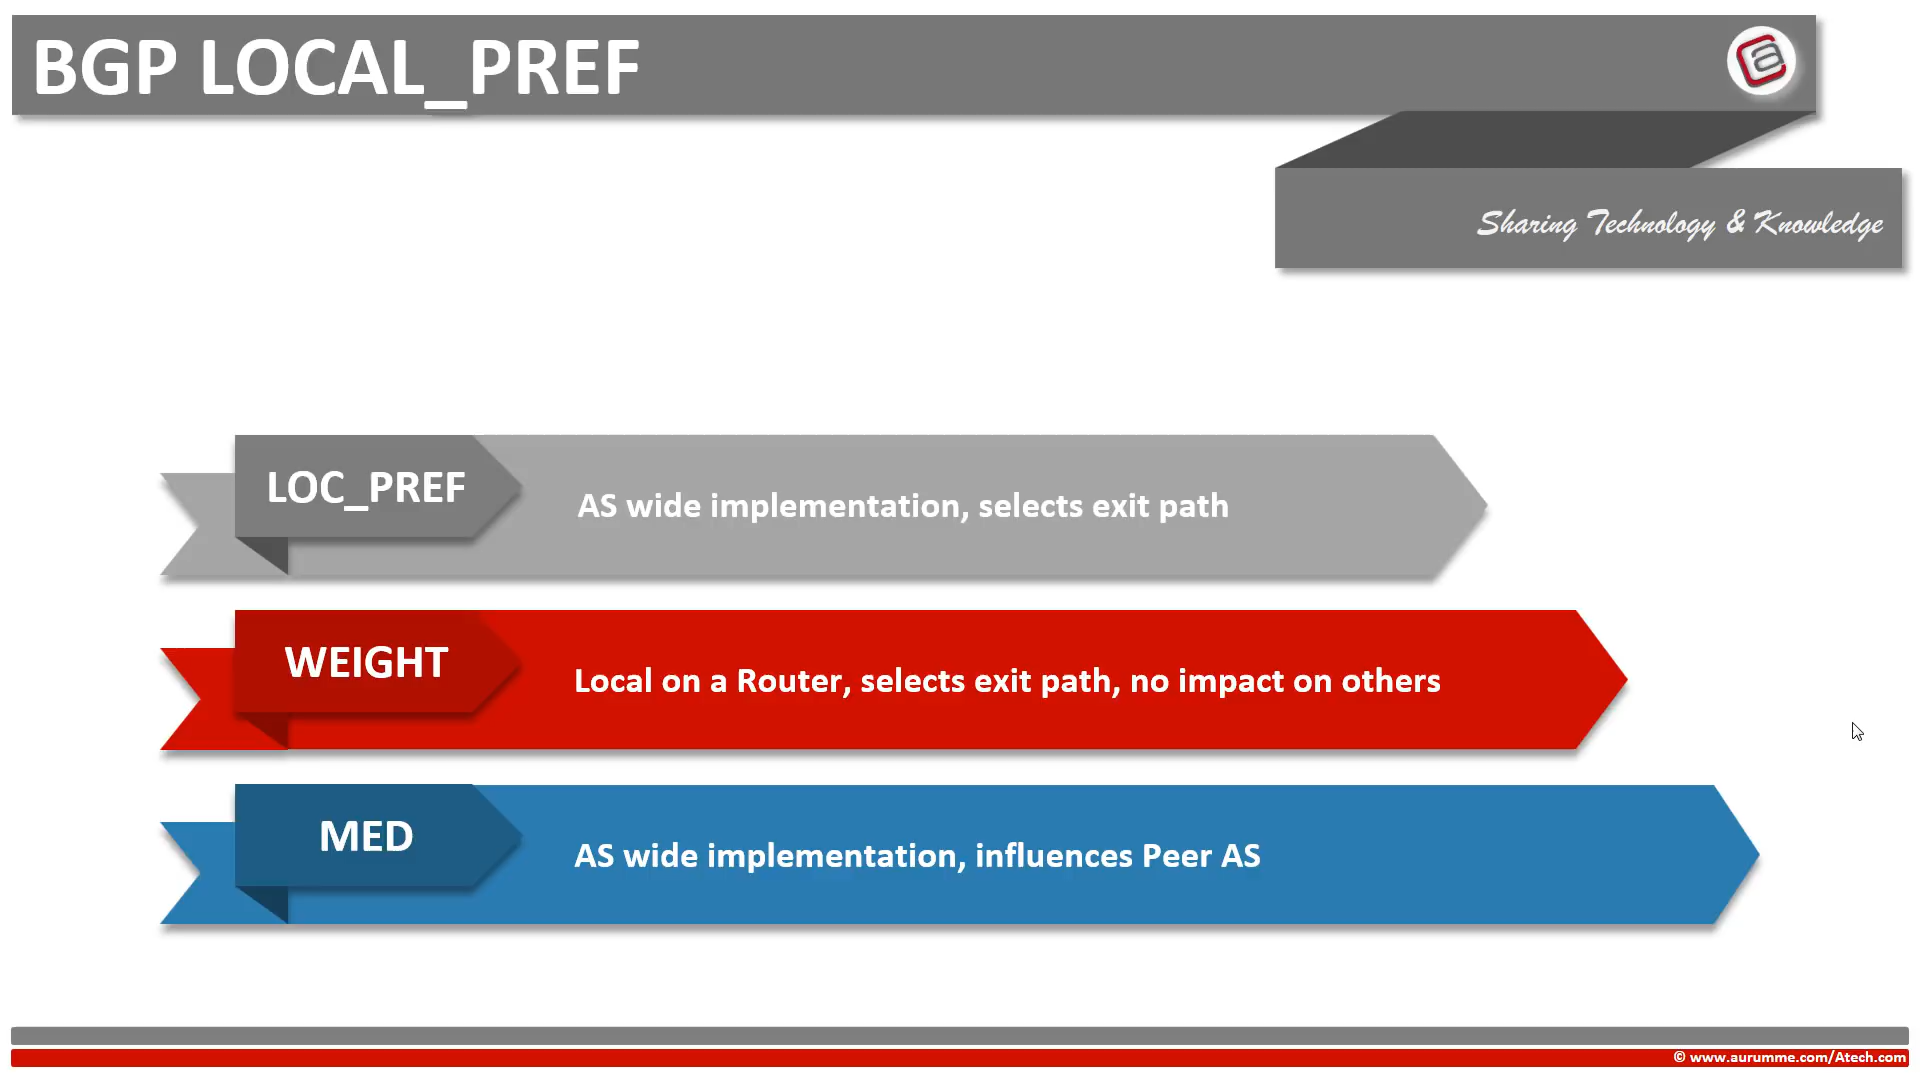 BGP LOCAL_PREF
Sharing Technology & Knowledge
LOC_PREF
AS wide implementation, selects exit path
WEIGHT
Local on a Router, selects exit path, no impact on others
MED
AS wide implementation, influences Peer AS
© www.aurumme.com/Atech.com